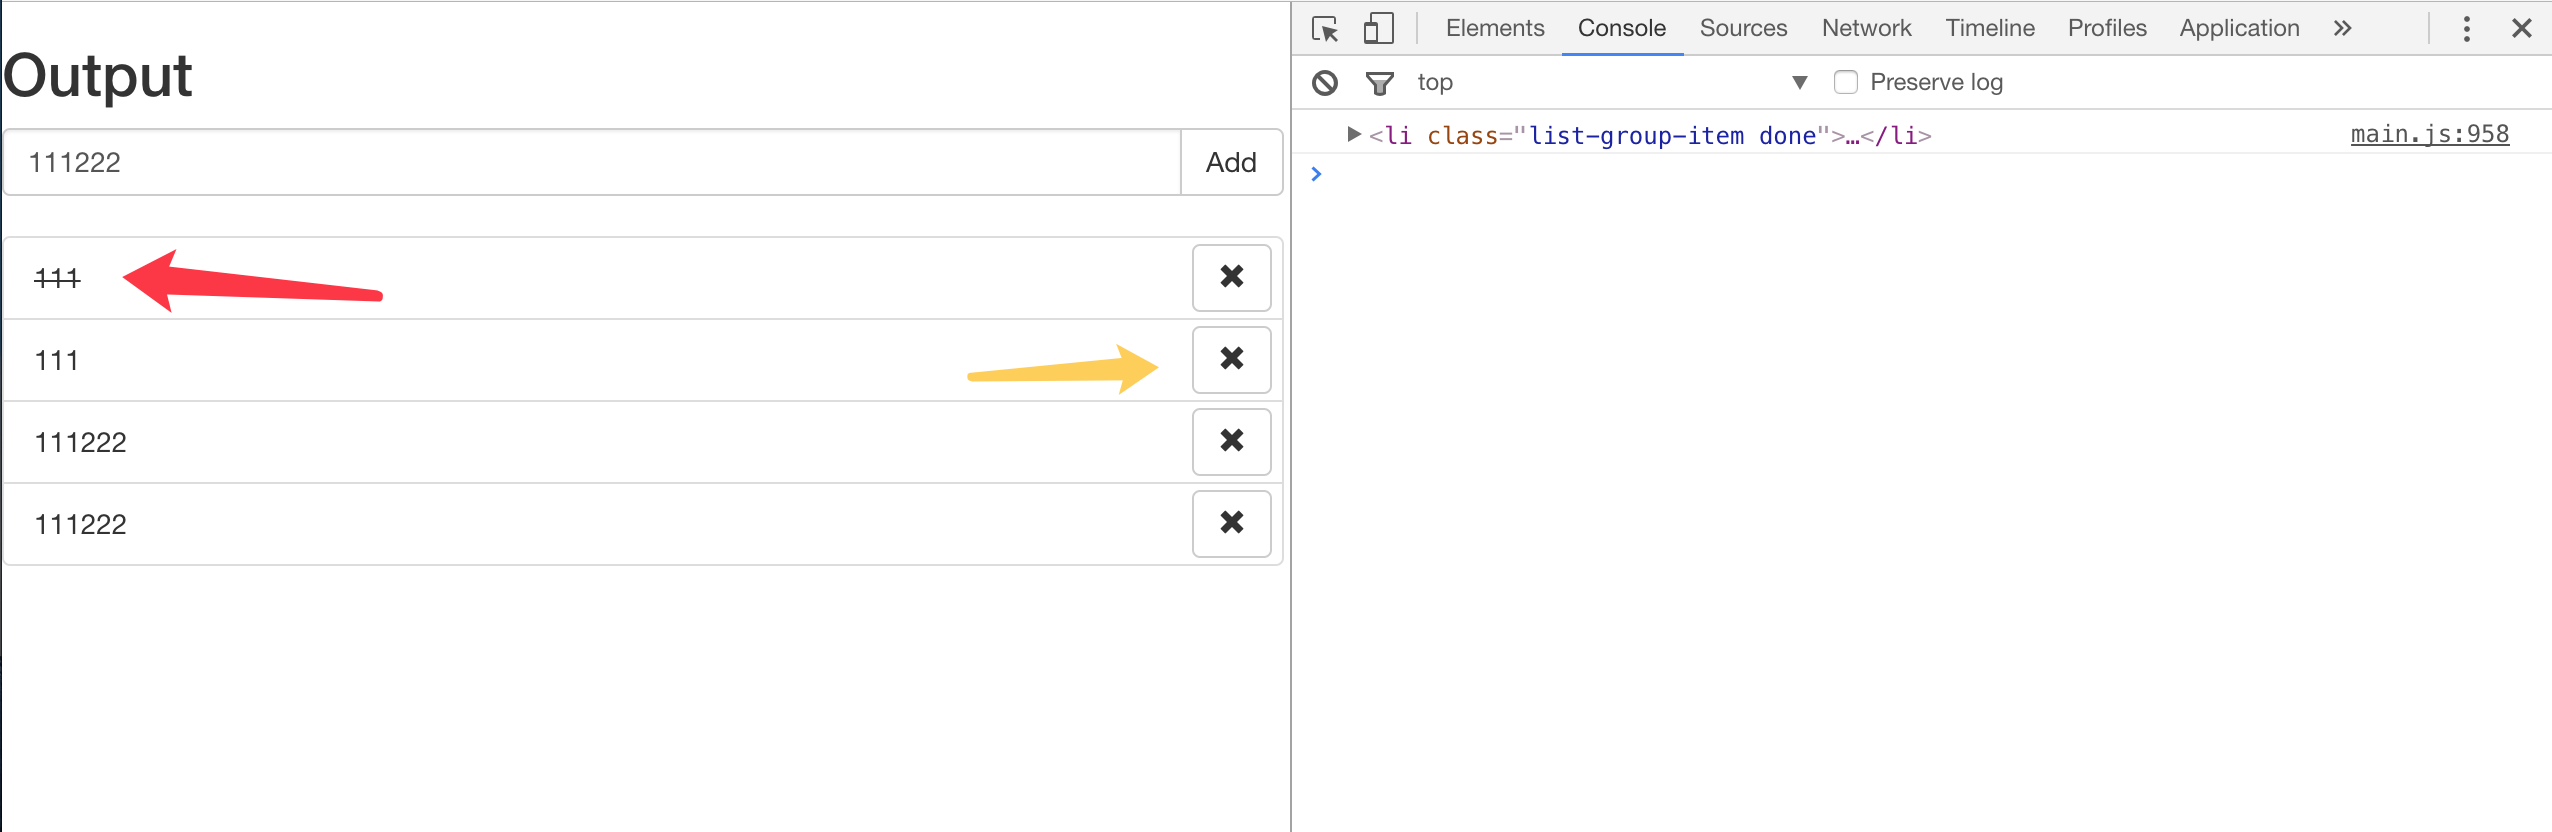 Output
111222
Add
111
111
111222
111222
Elements Console Sources Network Timeline Profiles Application
top Preserve log
<li class="list-group-item done">…</li> main.js:958